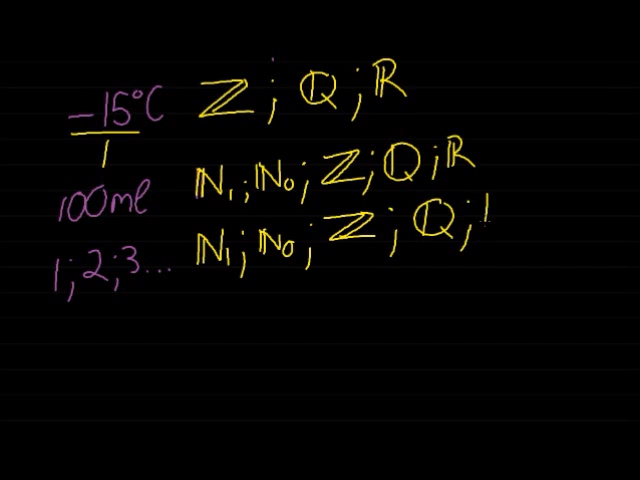 -15°C ℤ; ℚ; ℝ
1
100ml ℕ₁; ℕ₀; ℤ; ℚ; ℝ
1; 2; 3... ℕ₁; ℕ₀; ℤ; ℚ;